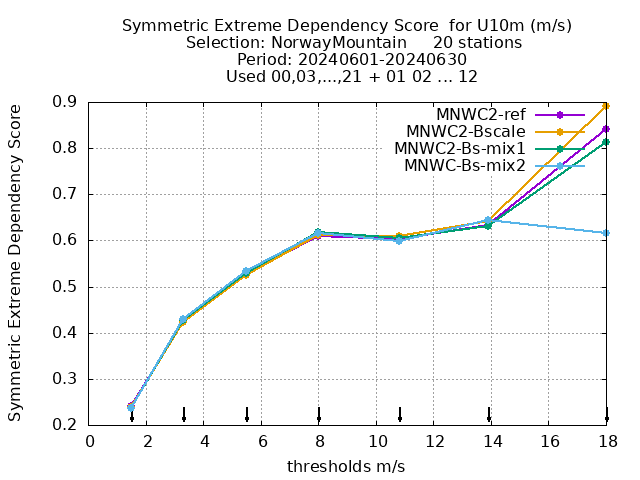 Symmetric Extreme Dependency Score  for U10m (m/s)
Selection: NorwayMountain     20 stations
Period: 20240601-20240630
Used 00,03,...,21 + 01 02 ... 12
Symmetric Extreme Dependency Score
0.9
0.8
0.7
0.6
0.5
0.4
0.3
0.2
MNWC2-ref
MNWC2-Bscale
MNWC2-Bs-mix1
MNWC-Bs-mix2
0 2 4 6 8 10 12 14 16 18
thresholds m/s